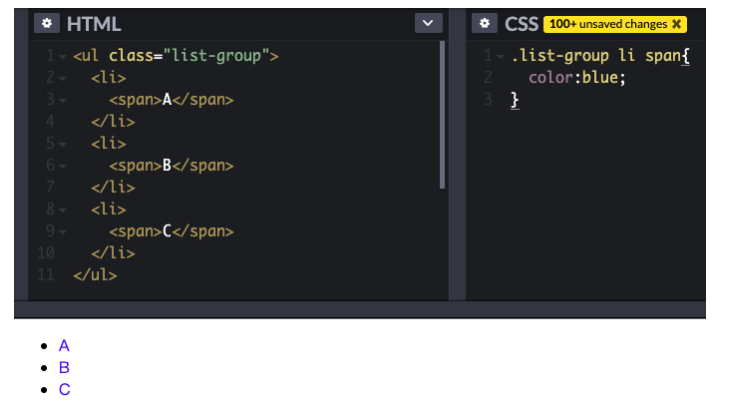 HTML
1 <ul class="list-group">
2 <li>
3 <span>A</span>
4 </li>
5 <li>
6 <span>B</span>
7 </li>
8 <li>
9 <span>C</span>
10 </li>
11 </ul>
CSS 100+ unsaved changes ✖
1 .list-group li span{
2 color:blue;
3 }
• A
• B
• C